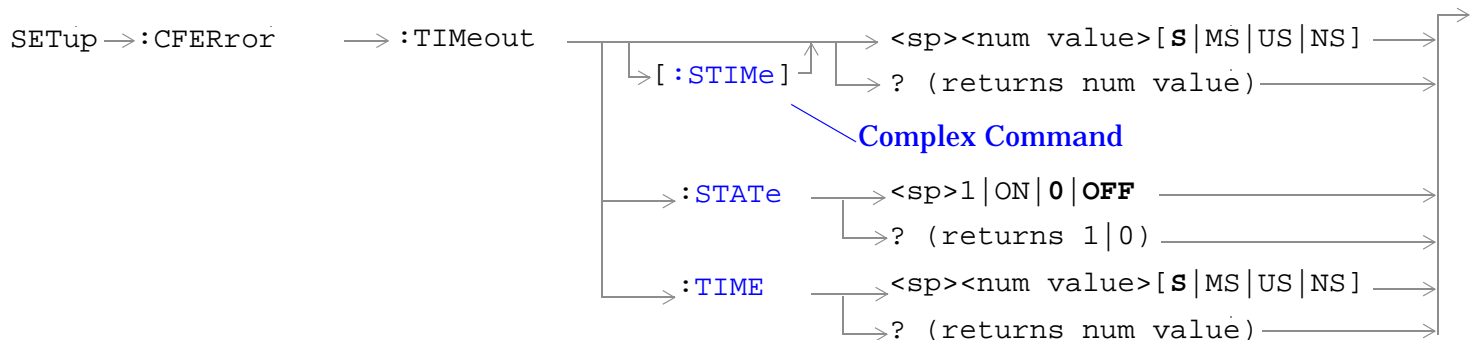 SETup :CFERror :TIMeout <sp><num value>[S|MS|US|NS]
[:STIMe] ? (returns num value)
Complex Command
:STATe <sp>1|ON|0|OFF
? (returns 1|0)
:TIME <sp><num value>[S|MS|US|NS]
? (returns num value)